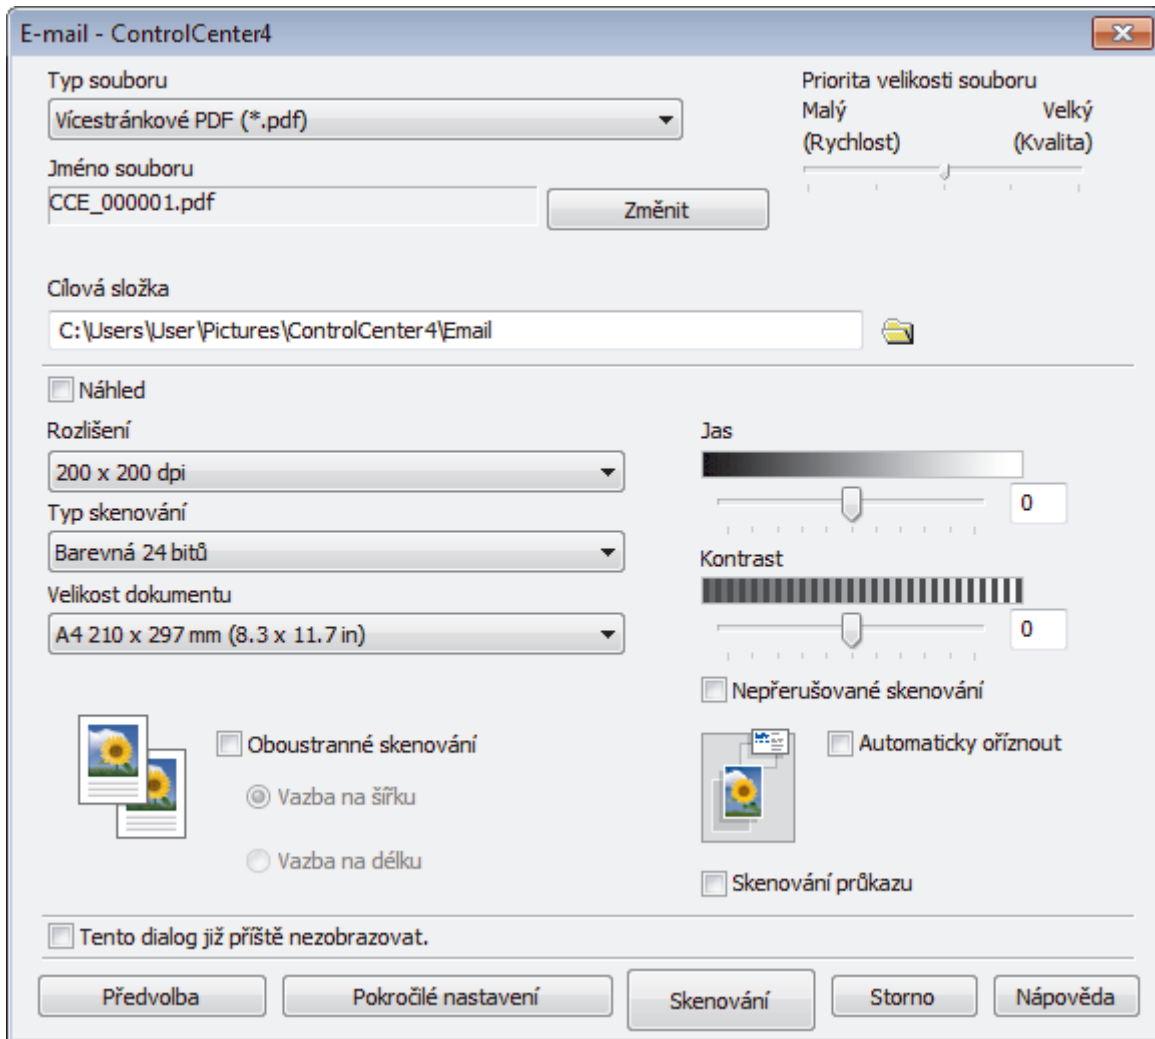 E-mail - ControlCenter4
Typ souboru
Vícestránkové PDF (*.pdf)
Priorita velikosti souboru
Malý Velký
(Rychlost) (Kvalita)
Jméno souboru
CCE_000001.pdf
Změnit
Cílová složka
C:\Users\User\Pictures\ControlCenter4\Email
Náhled
Rozlišení
200 x 200 dpi
Typ skenování
Barevná 24 bitů
Velikost dokumentu
A4 210 x 297 mm (8.3 x 11.7 in)
Jas
0
Kontrast
0
Nepřerušované skenování
Oboustranné skenování
Vazba na šířku
Vazba na délku
Automaticky oříznout
Skenování průkazu
Tento dialog již příště nezobrazovat.
Předvolba Pokročilé nastavení Skenování Storno Nápověda